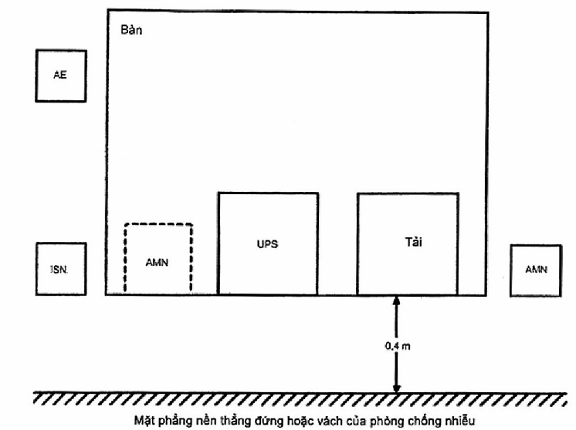 Bàn
AE
AMN
UPS
Tải
ISN
AMN
0,4 m
Mặt phẳng nền thẳng đứng hoặc vách của phòng chống nhiễu